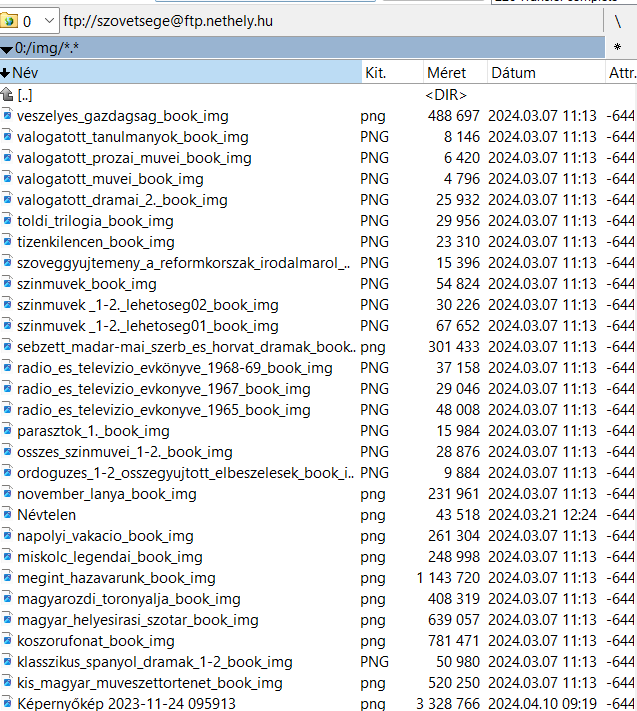 0 ftp://szovetsege@ftp.nethely.hu \
0:/img/*.* *
Név Kit. Méret Dátum Attr.
[..] <DIR>
veszelyes_gazdagsag_book_img png 488 697 2024.03.07 11:13 -644
valogatott_tanulmanyok_book_img PNG 8 146 2024.03.07 11:13 -644
valogatott_prozai_muvei_book_img PNG 6 420 2024.03.07 11:13 -644
valogatott_muvei_book_img PNG 4 796 2024.03.07 11:13 -644
valogatott_dramai_2._book_img PNG 25 932 2024.03.07 11:13 -644
toldi_trilogia_book_img PNG 29 956 2024.03.07 11:13 -644
tizenkilencen_book_img PNG 23 310 2024.03.07 11:13 -644
szoveggyujtemeny_a_reformkorszak_irodalmarol_.. PNG 15 396 2024.03.07 11:13 -644
szinmuvek_book_img PNG 54 824 2024.03.07 11:13 -644
szinmuvek _1-2._lehetoseg02_book_img PNG 30 226 2024.03.07 11:13 -644
szinmuvek _1-2._lehetoseg01_book_img PNG 67 652 2024.03.07 11:13 -644
sebzett_madar-mai_szerb_es_horvat_dramak_book.. png 301 433 2024.03.07 11:13 -644
radio_es_televizio_evkönyve_1968-69_book_img PNG 37 158 2024.03.07 11:13 -644
radio_es_televizio_evkonyve_1967_book_img PNG 29 046 2024.03.07 11:13 -644
radio_es_televizio_evkonyve_1965_book_img PNG 48 008 2024.03.07 11:13 -644
parasztok_1._book_img PNG 15 984 2024.03.07 11:13 -644
osszes_szinmuvei_1-2._book_img PNG 28 876 2024.03.07 11:13 -644
ordoguzes_1-2_osszegyujtott_elbeszelesek_book_i.. PNG 9 884 2024.03.07 11:13 -644
november_lanya_book_img png 231 961 2024.03.07 11:13 -644
Névtelen png 43 518 2024.03.21 12:24 -644
napolyi_vakacio_book_img png 261 304 2024.03.07 11:13 -644
miskolc_legendai_book_img png 248 998 2024.03.07 11:13 -644
megint_hazavarunk_book_img png 1 143 720 2024.03.07 11:13 -644
magyarozdi_toronyalja_book_img png 408 319 2024.03.07 11:13 -644
magyar_helyesirasi_szotar_book_img png 639 057 2024.03.07 11:13 -644
koszorufonat_book_img png 781 471 2024.03.07 11:13 -644
klasszikus_spanyol_dramak_1-2_book_img PNG 50 980 2024.03.07 11:13 -644
kis_magyar_muveszettortenet_book_img png 520 250 2024.03.07 11:13 -644
Képernyőkép 2023-11-24 095913 png 3 328 766 2024.04.10 09:19 -644